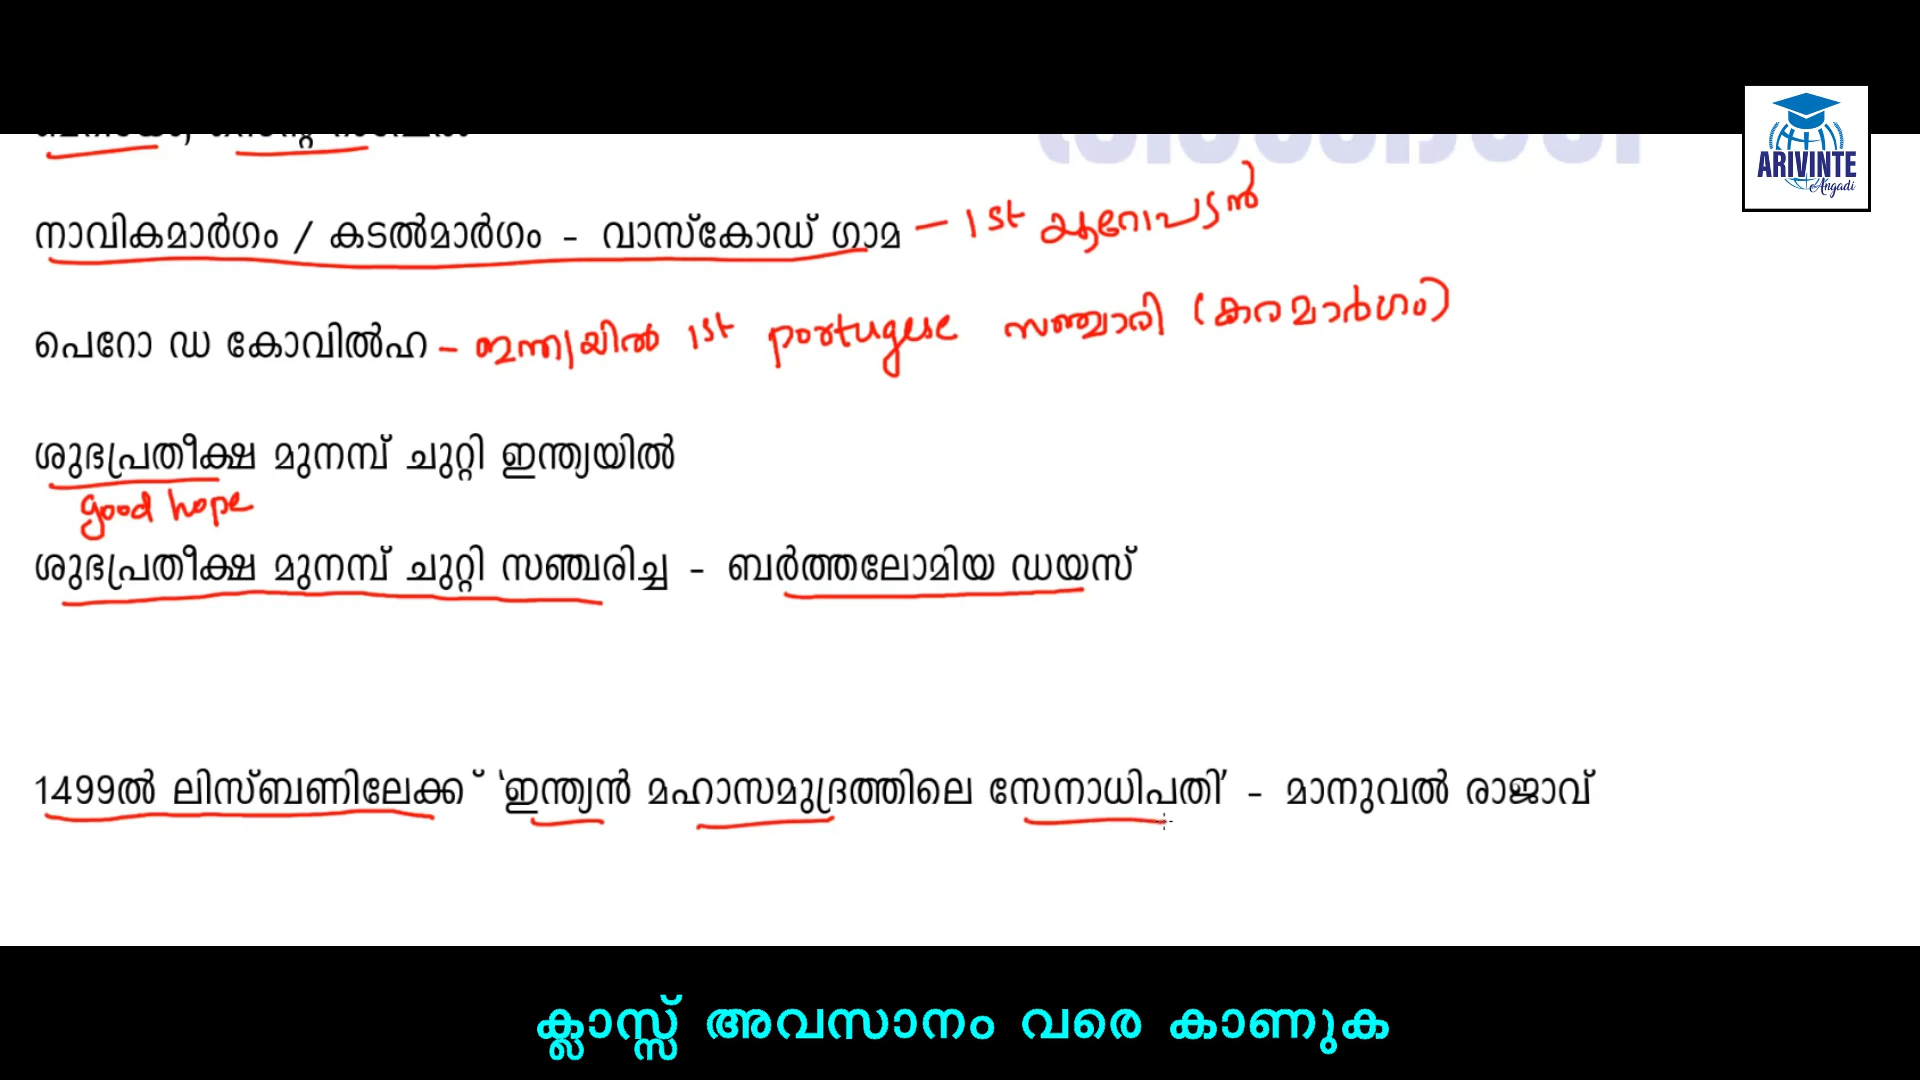 ARIVINTE
Angadi
നാവികമാർഗം / കടൽമാർഗം - വാസ്കോഡ് ഗാമ - 1st യൂറോപ്യൻ
പെറോ ഡ കോവിൽഹ - ഇന്ത്യയിൽ 1st portugese സഞ്ചാരി (കരമാർഗം)
ശുഭപ്രതീക്ഷ മുനമ്പ് ചുറ്റി ഇന്ത്യയിൽ
good hope
ശുഭപ്രതീക്ഷ മുനമ്പ് ചുറ്റി സഞ്ചരിച്ച - ബർത്തലോമിയ ഡയസ്
1499ൽ ലിസ്ബണിലേക്ക് 'ഇന്ത്യൻ മഹാസമുദ്രത്തിലെ സേനാധിപതി' - മാനുവൽ രാജാവ്
ക്ലാസ്സ് അവസാനം വരെ കാണുക